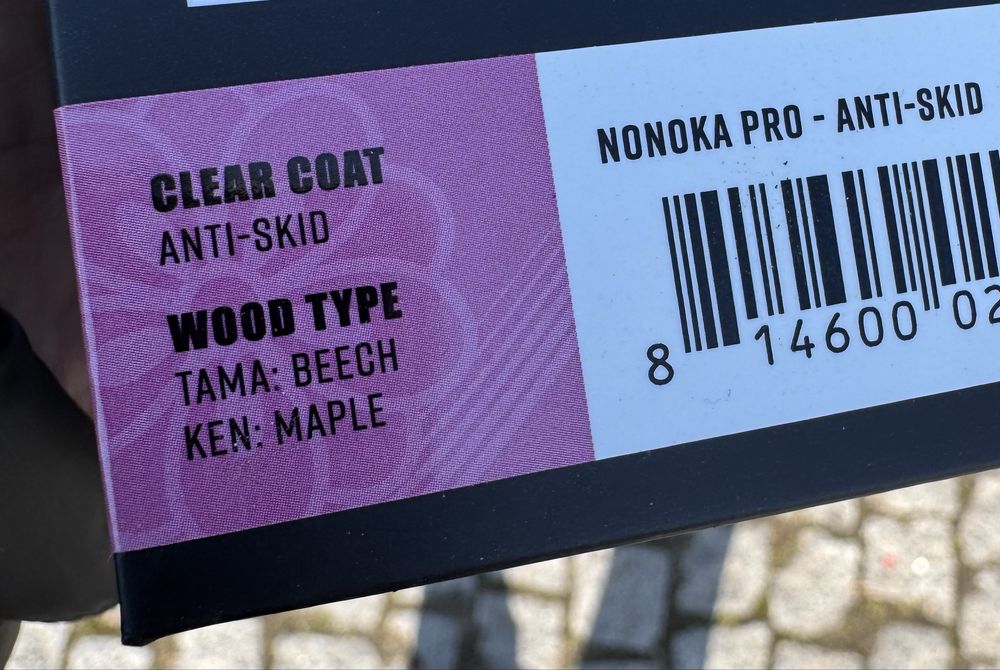 CLEAR COAT
ANTI-SKID
WOOD TYPE
TAMA: BEECH
KEN: MAPLE
NONOKA PRO - ANTI-SKID
8 14600 02